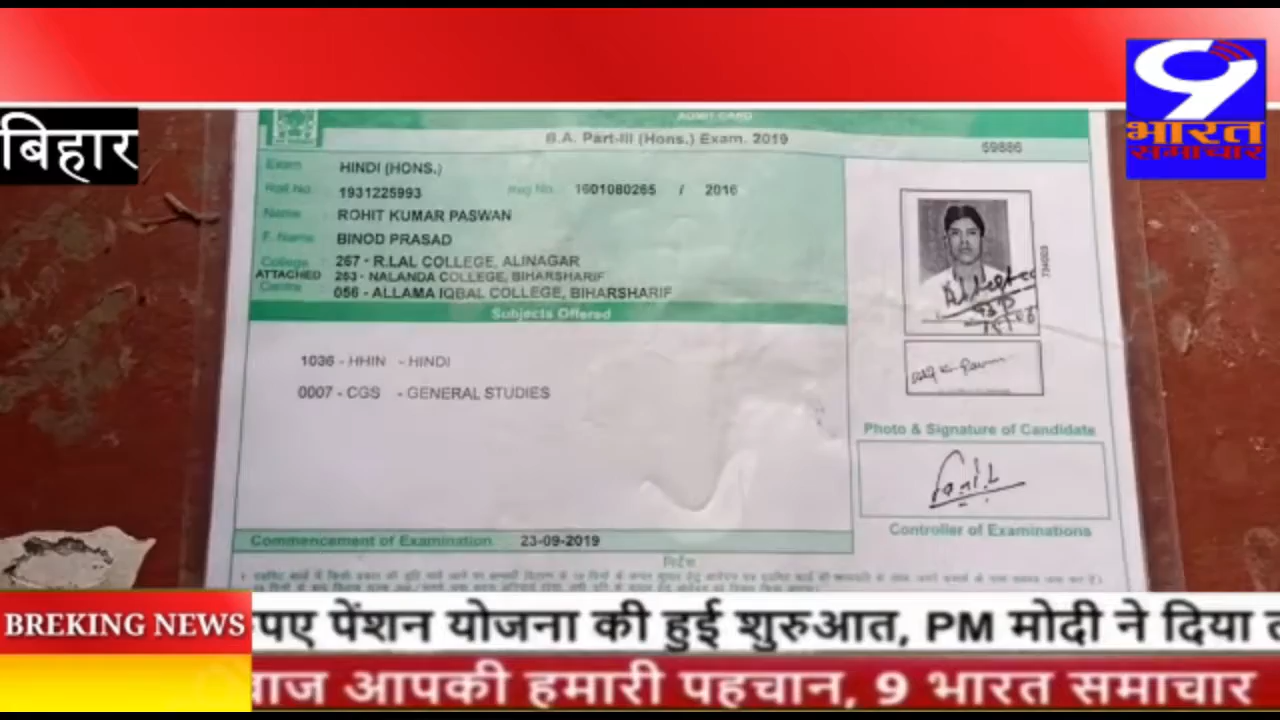 9
भारत
समाचार
बिहार
ADMIT CARD
B.A. Part-III (Hons.) Exam. 2019
59886
Exam HINDI (HONS.)
Roll No. 1931225993 Reg No. 1601080265 / 2016
Name ROHIT KUMAR PASWAN
F. Name BINOD PRASAD
College 267 - R.LAL COLLEGE, ALINAGAR
ATTACHED 263- NALANDA COLLEGE, BIHARSHARIF
Centre 056 - ALLAMA IQBAL COLLEGE, BIHARSHARIF
Subjects Offered
1036 - HHIN - HINDI
0007 - CGS - GENERAL STUDIES
Photo & Signature of Candidate
Controller of Examinations
Commencement of Examination 23-09-2019
निर्देश
BREKING NEWS
पए पेंशन योजना की हुई शुरुआत, PM मोदी ने दिया
वाज आपकी हमारी पहचान, 9 भारत समाचार